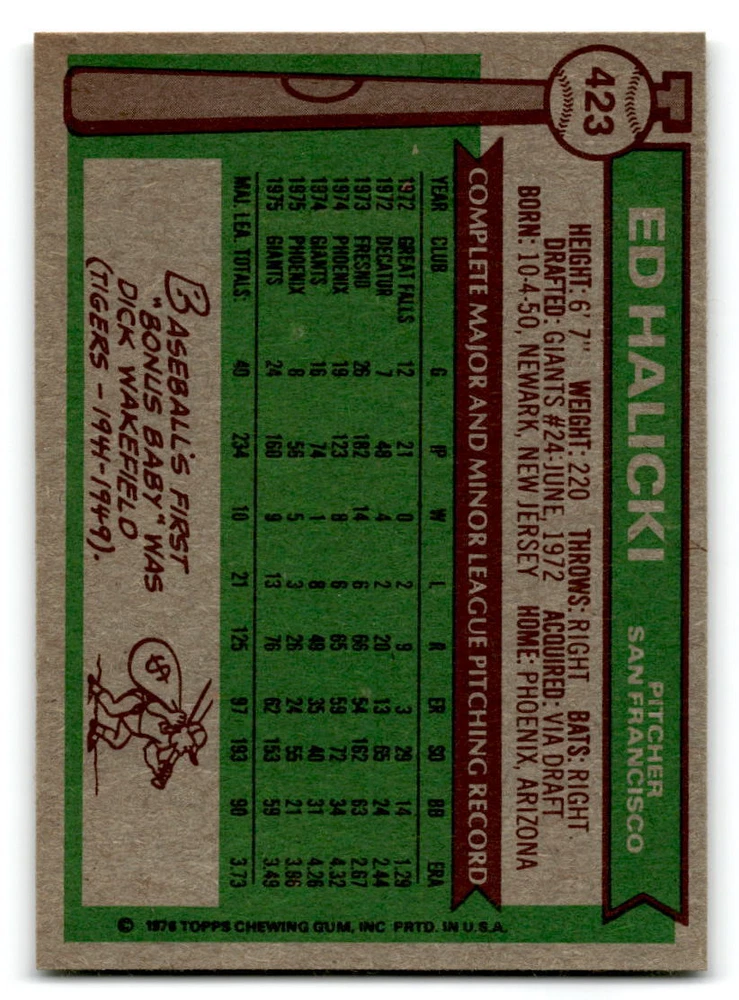 423
ED HALICKI
PITCHER
SAN FRANCISCO
HEIGHT: 6' 7" WEIGHT: 220 THROWS: RIGHT BATS: RIGHT
DRAFTED: GIANTS #24-JUNE, 1972 ACQUIRED: VIA DRAFT
BORN: 10-4-50, NEWARK, NEW JERSEY HOME: PHOENIX, ARIZONA
COMPLETE MAJOR AND MINOR LEAGUE PITCHING RECORD
YEAR CLUB G IP W L R ER SO BB ERA
1972 GREAT FALLS 12 21 0 2 9 3 29 14 1.29
1972 DECATUR 7 48 4 2 20 13 65 24 2.44
1973 FRESNO 26 182 14 6 66 54 162 63 2.67
1974 PHOENIX 19 123 8 6 65 59 72 34 4.32
1974 GIANTS 16 74 1 8 48 35 40 31 4.26
1975 PHOENIX 8 56 5 3 26 24 55 21 3.86
1975 GIANTS 24 160 9 13 76 62 153 59 3.49
MAJ. LEA. TOTALS 40 234 10 21 125 97 193 90 3.73
BASEBALL'S FIRST
"BONUS BABY" WAS
DICK WAKEFIELD
(TIGERS - 1941-1949).
$
© 1976 TOPPS CHEWING GUM, INC PRTD. IN U.S.A.